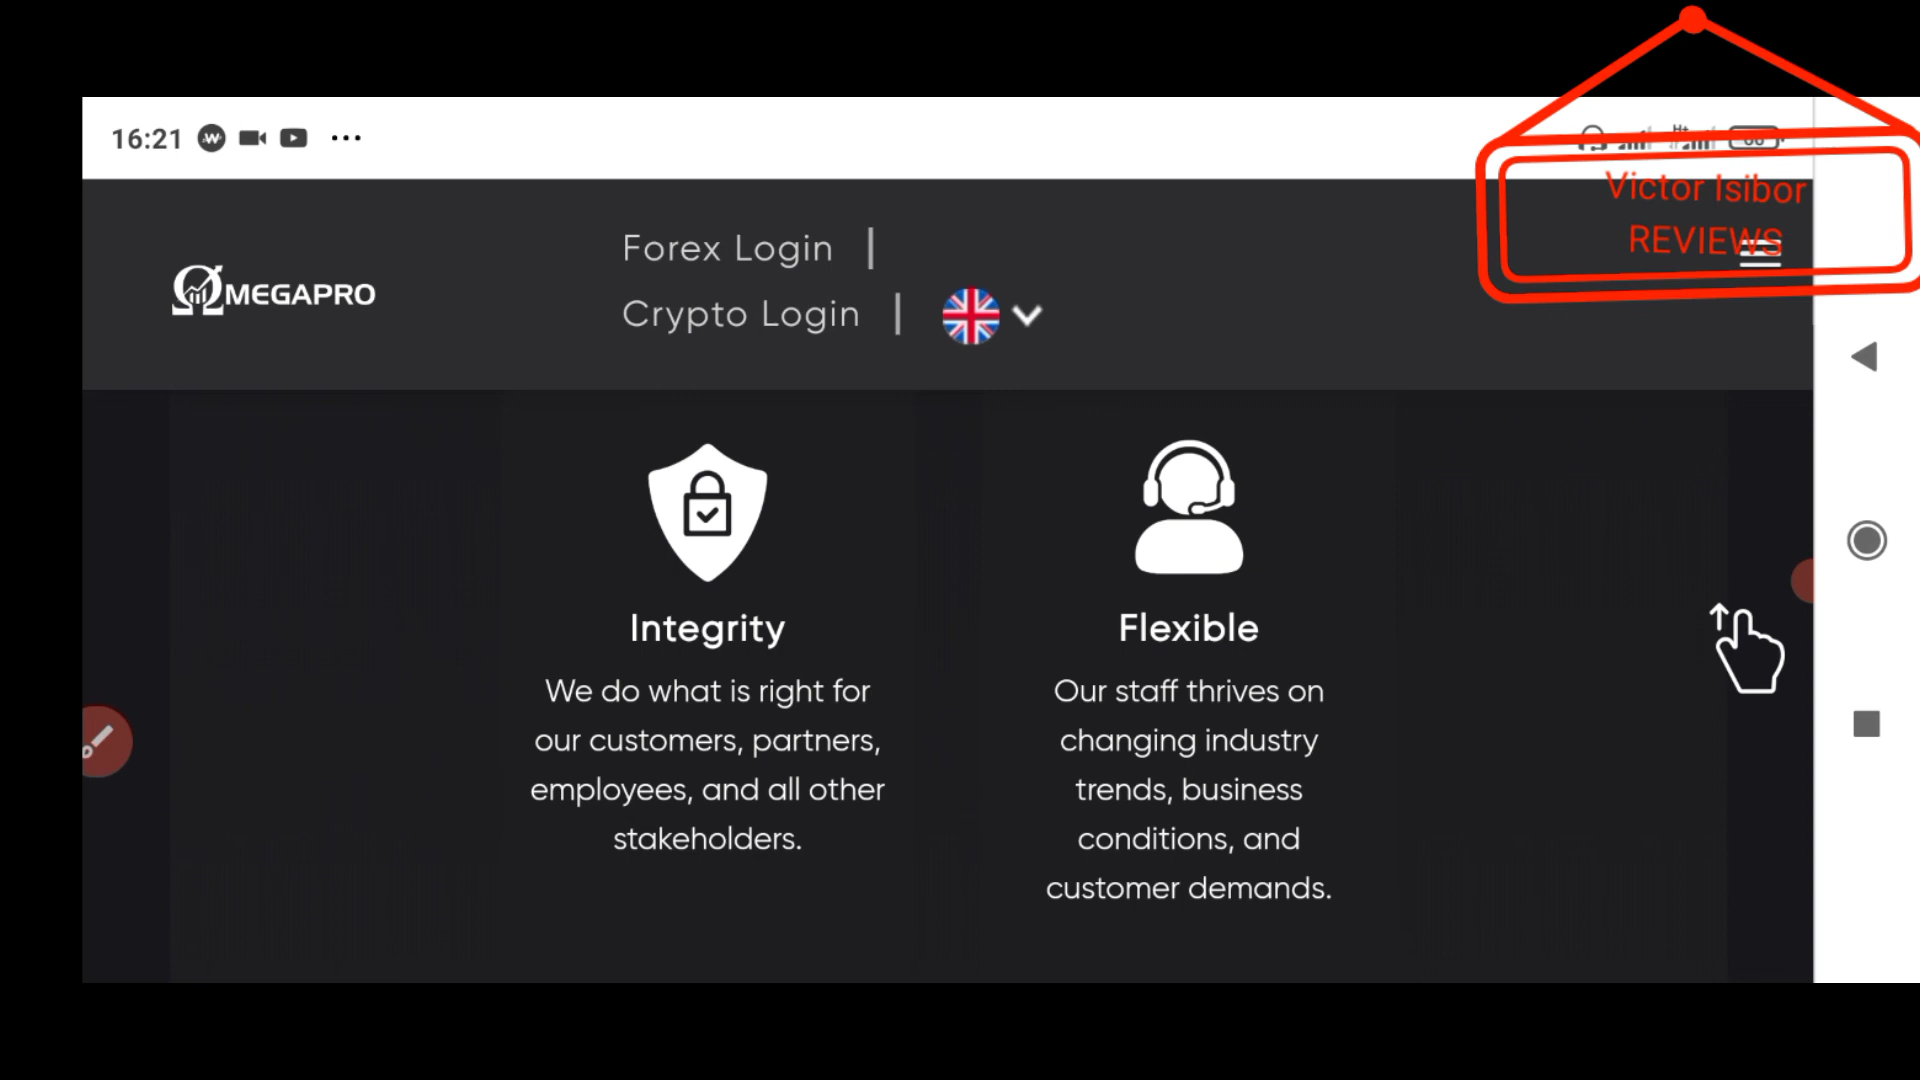 16:21
Victor Isibor
REVIEWS
Forex Login |
ΩMEGAPRO
Crypto Login |
Integrity
We do what is right for
our customers, partners,
employees, and all other
stakeholders.
Flexible
Our staff thrives on
changing industry
trends, business
conditions, and
customer demands.